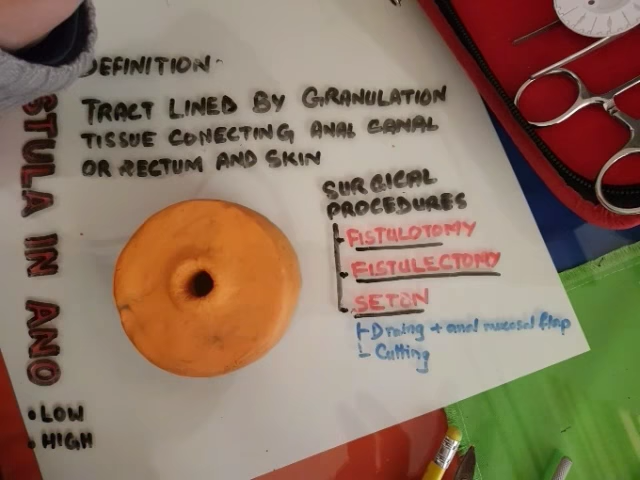 DEFINITION
TRACT LINED BY GRANULATION
TISSUE CONECTING ANAL CANAL
OR RECTUM AND SKIN
STULA IN ANO
• LOW
• HIGH
SURGICAL
PROCEDURES
FISTULOTOMY
FISTULECTOMY
SETON
Draing + anal mucosal flap
Cutting